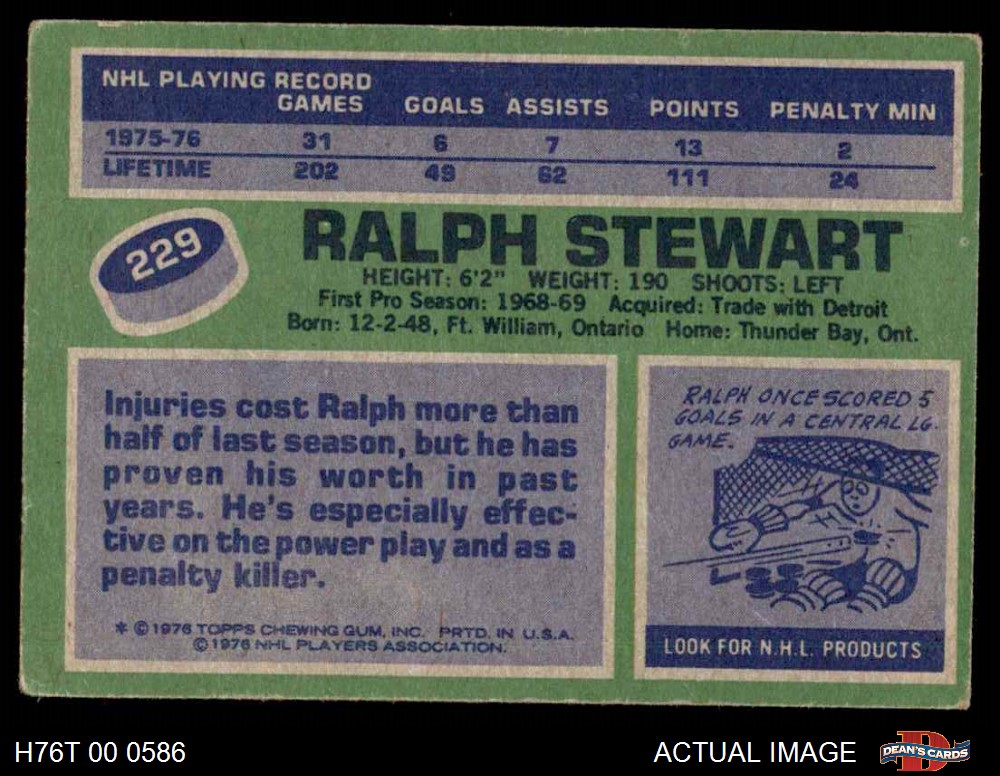 NHL PLAYING RECORD
GAMES GOALS ASSISTS POINTS PENALTY MIN
1975-76 31 6 7 13 2
LIFETIME 202 49 62 111 24
229
RALPH STEWART
HEIGHT: 6'2" WEIGHT: 190 SHOOTS: LEFT
First Pro Season: 1968-69 Acquired: Trade with Detroit
Born: 12-2-48, Ft. William, Ontario Home: Thunder Bay, Ont.
Injuries cost Ralph more than
half of last season, but he has
proven his worth in past
years. He's especially effec-
tive on the power play and as a
penalty killer.
* © 1976 TOPPS CHEWING GUM, INC. PRTD. IN U.S.A.
© 1976 NHL PLAYERS ASSOCIATION.
RALPH ONCE SCORED 5
GOALS IN A CENTRAL LG.
GAME.
LOOK FOR N.H.L. PRODUCTS
H76T 00 0586
ACTUAL IMAGE
D
DEAN'S CARDS